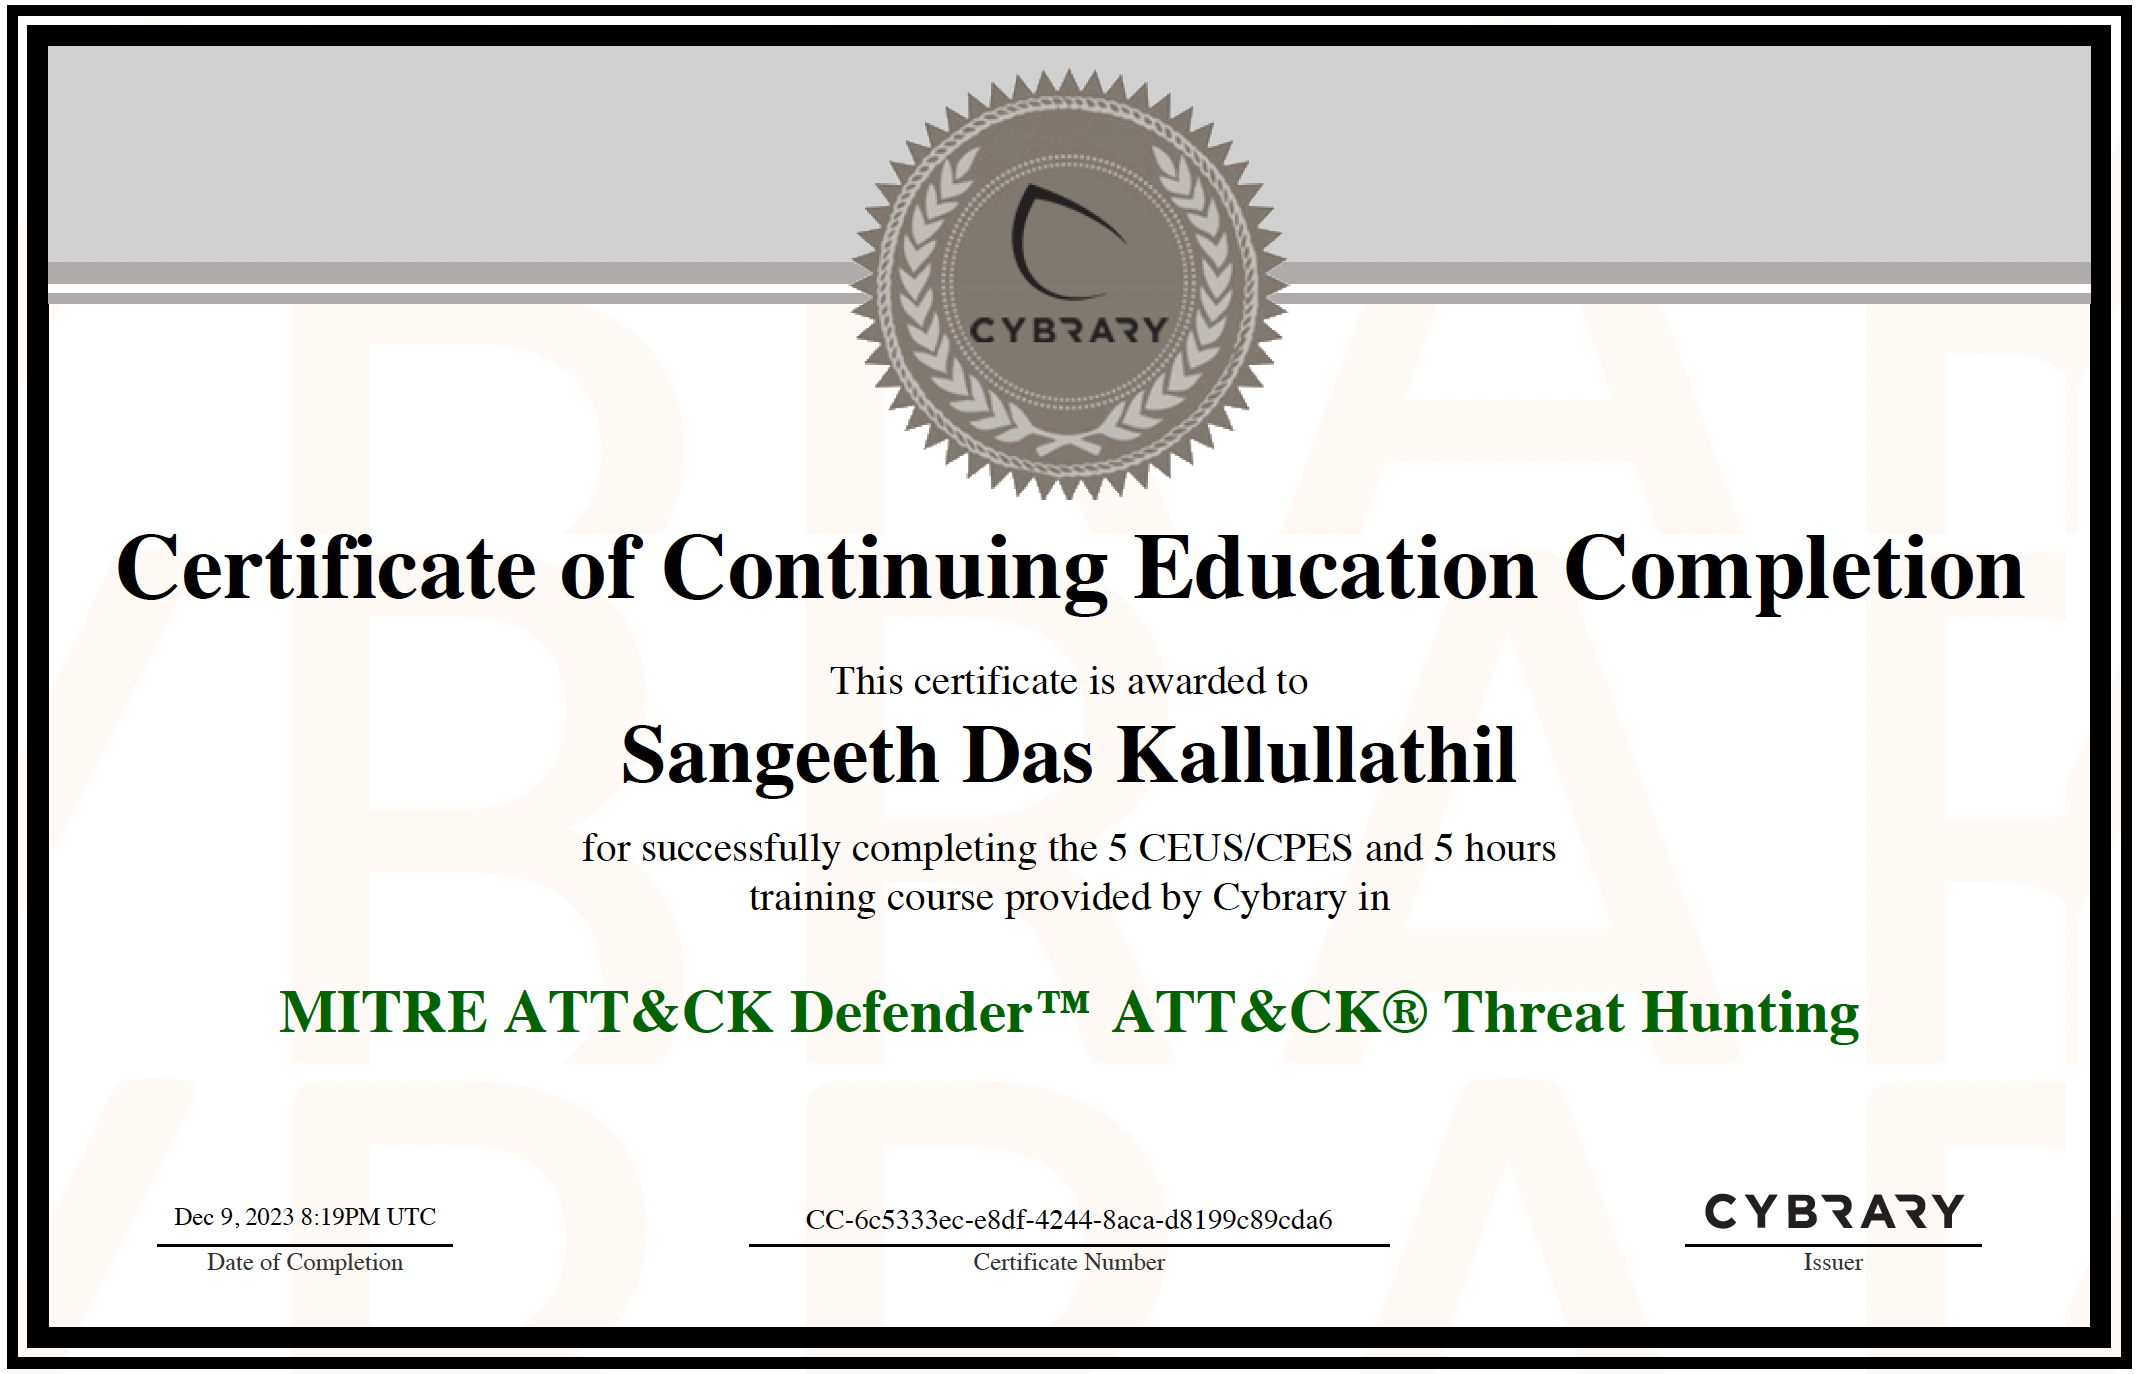 CYBRARY
Certificate of Continuing Education Completion
This certificate is awarded to
Sangeeth Das Kallullathil
for successfully completing the 5 CEUS/CPES and 5 hours
training course provided by Cybrary in
MITRE ATT&CK Defender™ ATT&CK® Threat Hunting
Dec 9, 2023 8:19PM UTC
Date of Completion
CC-6c5333ec-e8df-4244-8aca-d8199c89cda6
Certificate Number
CYBRARY
Issuer